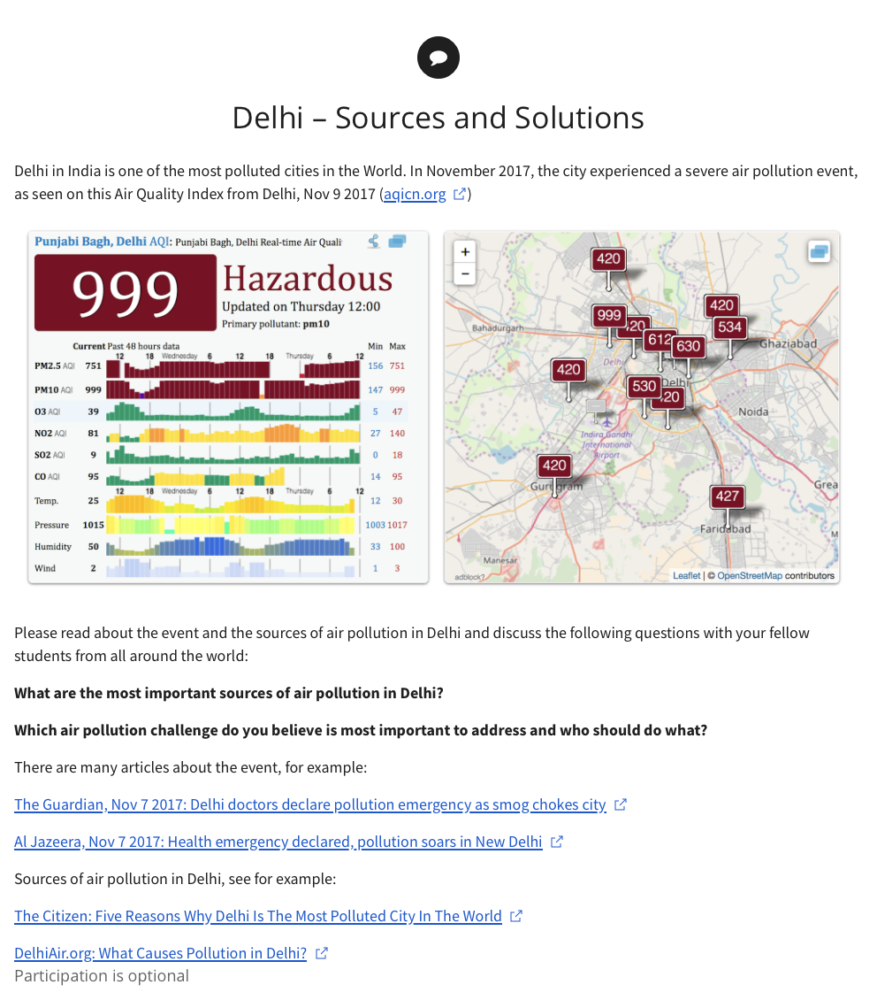 Delhi – Sources and Solutions
Delhi in India is one of the most polluted cities in the World. In November 2017, the city experienced a severe air pollution event,
as seen on this Air Quality Index from Delhi, Nov 9 2017 (aqicn.org)
Punjabi Bagh, Delhi AQI: Punjabi Bagh, Delhi Real-time Air Quali
999
Hazardous
Updated on Thursday 12:00
Primary pollutant: pm10
Current Past 48 hours data Min Max
12 18 Wednesday 6 12 18 Thursday 6 12
PM2.5 AQI 751 156 751
PM10 AQI 999 147 999
O3 AQI 39 5 47
NO2 AQI 81 27 140
SO2 AQI 9 0 18
CO AQI 95 14 95
12 18 Wednesday 6 12 18 Thursday 6 12
Temp. 25 12 30
Pressure 1015 1003 1017
Humidity 50 33 100
Wind 2 1 3
+
−
420
999
20
420
534
612
630
420
530
20
420
427
Bahadurgarh
Ghaziabad
Delhi
Delhi
Noida
Indira Gandhi
International
Airport
Gurugram
Grea
Faridabad
M
Manesar
adblock?
Leaflet | © OpenStreetMap contributors
Please read about the event and the sources of air pollution in Delhi and discuss the following questions with your fellow
students from all around the world:
What are the most important sources of air pollution in Delhi?
Which air pollution challenge do you believe is most important to address and who should do what?
There are many articles about the event, for example:
The Guardian, Nov 7 2017: Delhi doctors declare pollution emergency as smog chokes city
Al Jazeera, Nov 7 2017: Health emergency declared, pollution soars in New Delhi
Sources of air pollution in Delhi, see for example:
The Citizen: Five Reasons Why Delhi Is The Most Polluted City In The World
DelhiAir.org: What Causes Pollution in Delhi?
Participation is optional